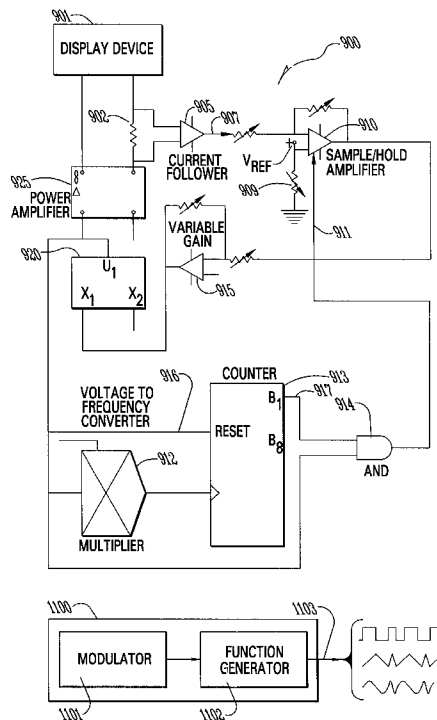 901
900
DISPLAY DEVICE
902
905
907
910
CURRENT FOLLOWER
VREF
SAMPLE/HOLD AMPLIFIER
909
925
POWER AMPLIFIER
911
VARIABLE GAIN
920
U1
X1 X2
915
VOLTAGE TO FREQUENCY CONVERTER
916
COUNTER
913
917
B1
914
RESET
B8
AND
912
MULTIPLIER
1100
1103
MODULATOR
FUNCTION GENERATOR
1101
1102